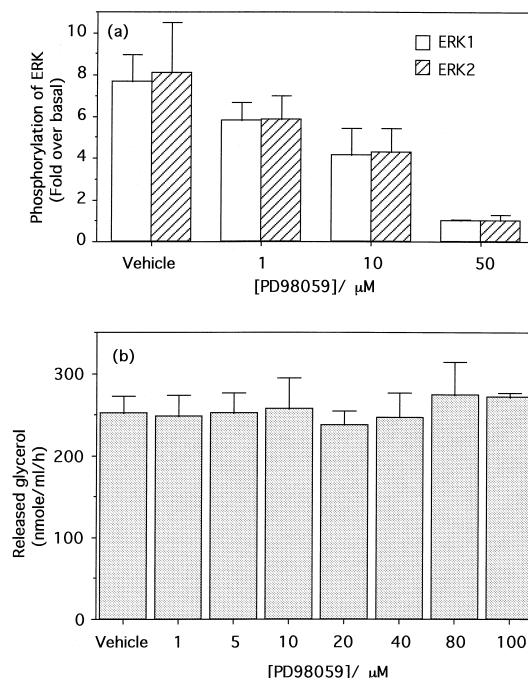 (a)
ERK1
ERK2
Phosphorylation of ERK
(Fold over basal)
10
8
6
4
2
0
Vehicle 1 10 50
[PD98059]/ μM
(b)
Released glycerol
(nmole/ml/h)
300
200
100
0
Vehicle 1 5 10 20 40 80 100
[PD98059]/ μM